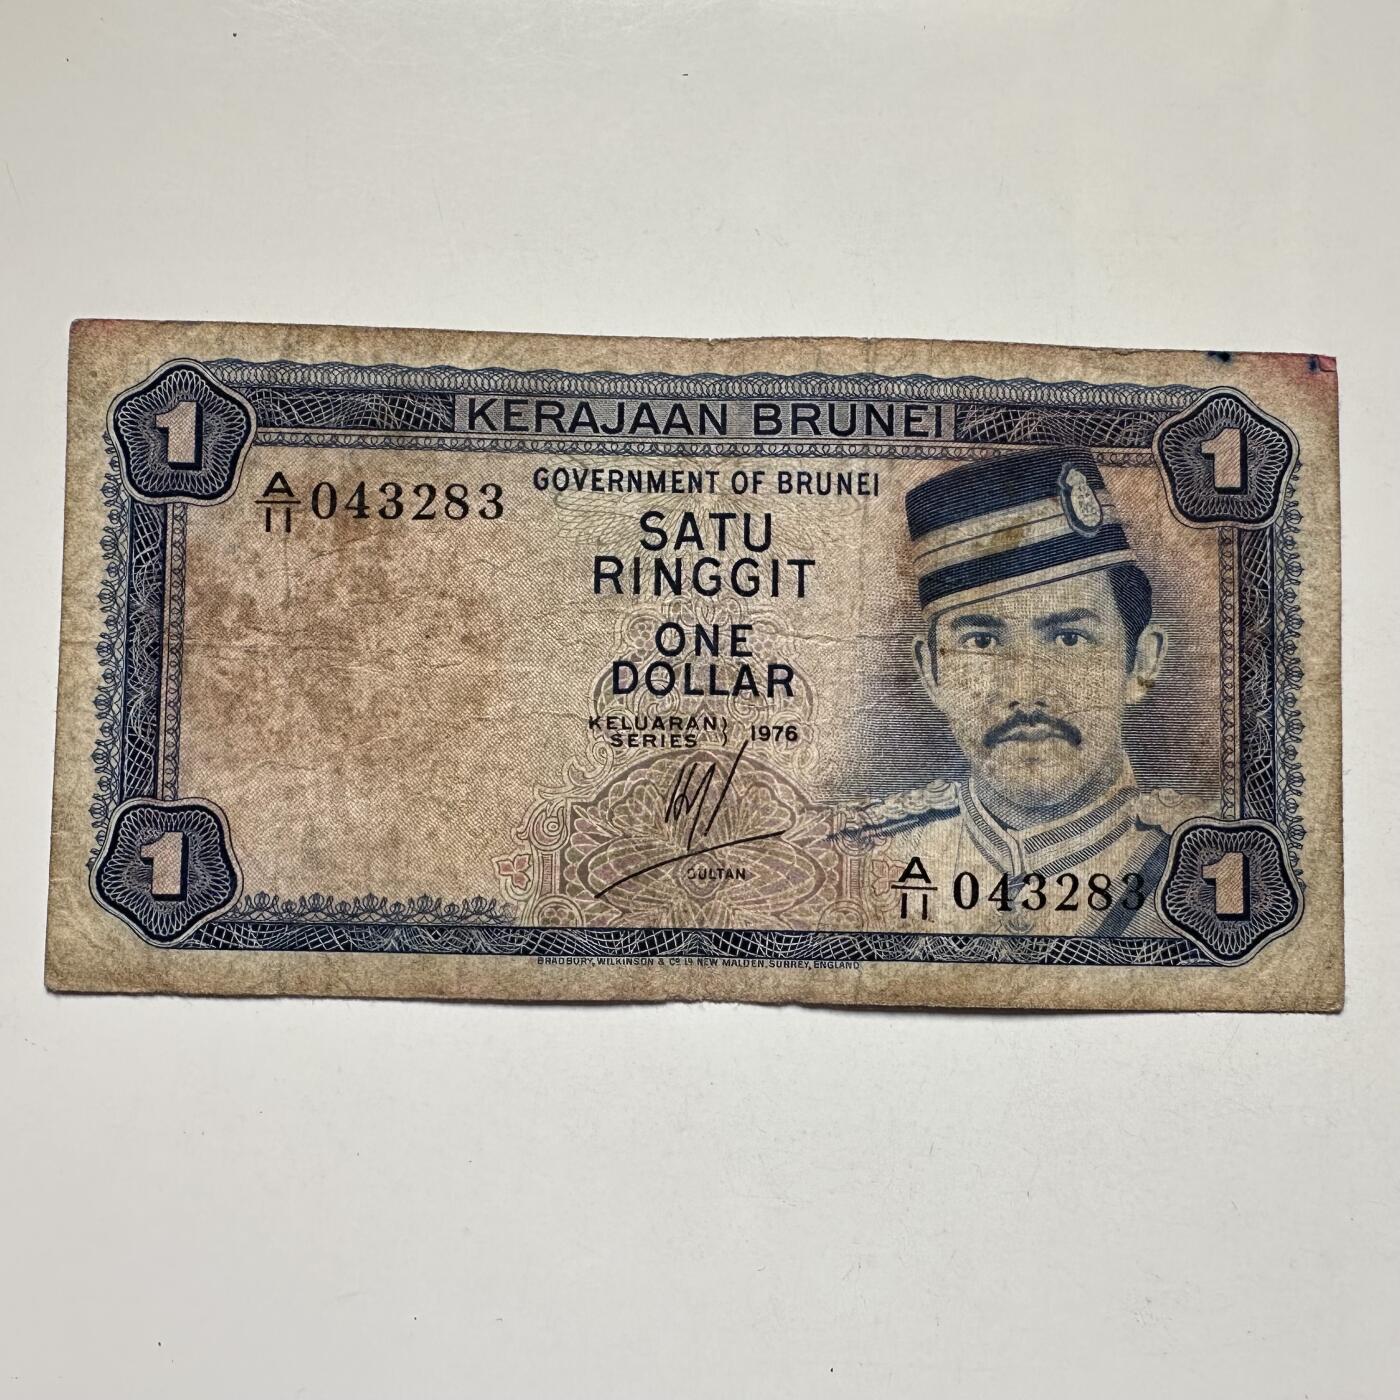 KERAJAAN BRUNEI
1
1
GOVERNMENT OF BRUNEI
A/11 043283
SATU
RINGGIT
ONE
DOLLAR
KELUARAN)
SERIES ) 1976
SULTAN
A/11 043283
1
1
BRADBURY, WILKINSON & Co. Ld. NEW MALDEN, SURREY, ENGLAND